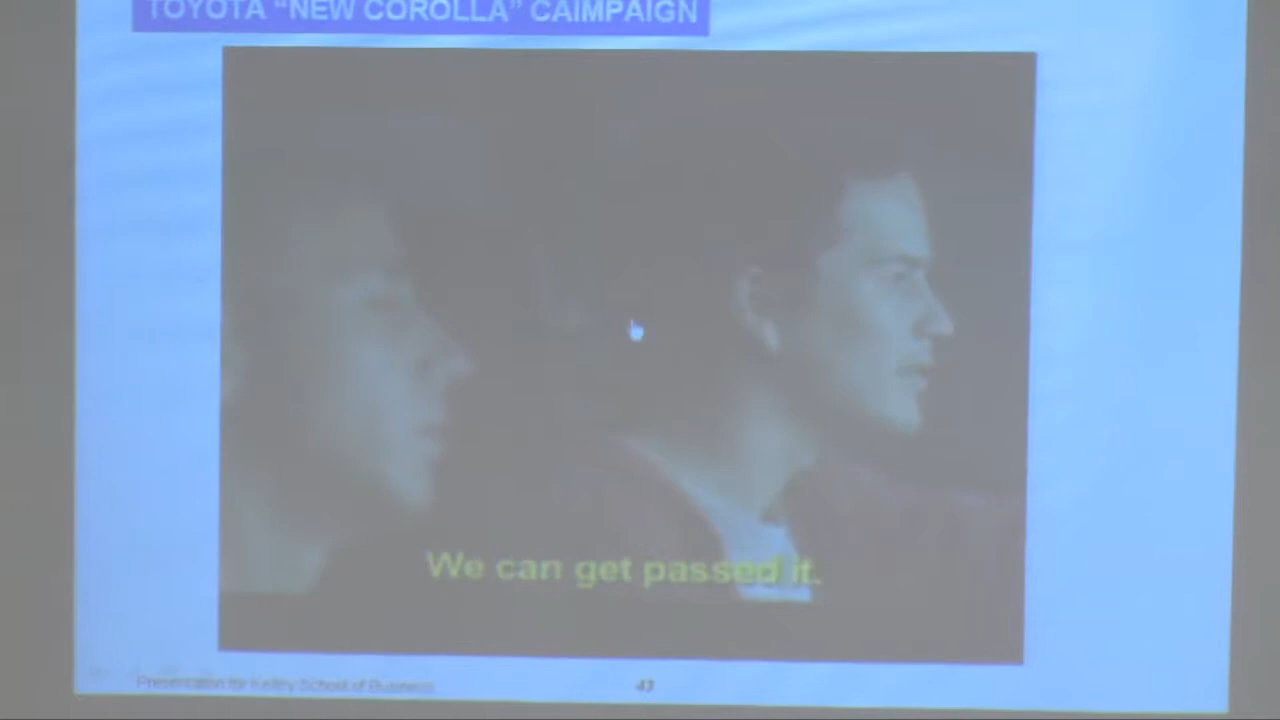 TOYOTA “NEW COROLLA” CAIMPAIGN
We can get passed it.
Presentation for Kelley School of Business
43